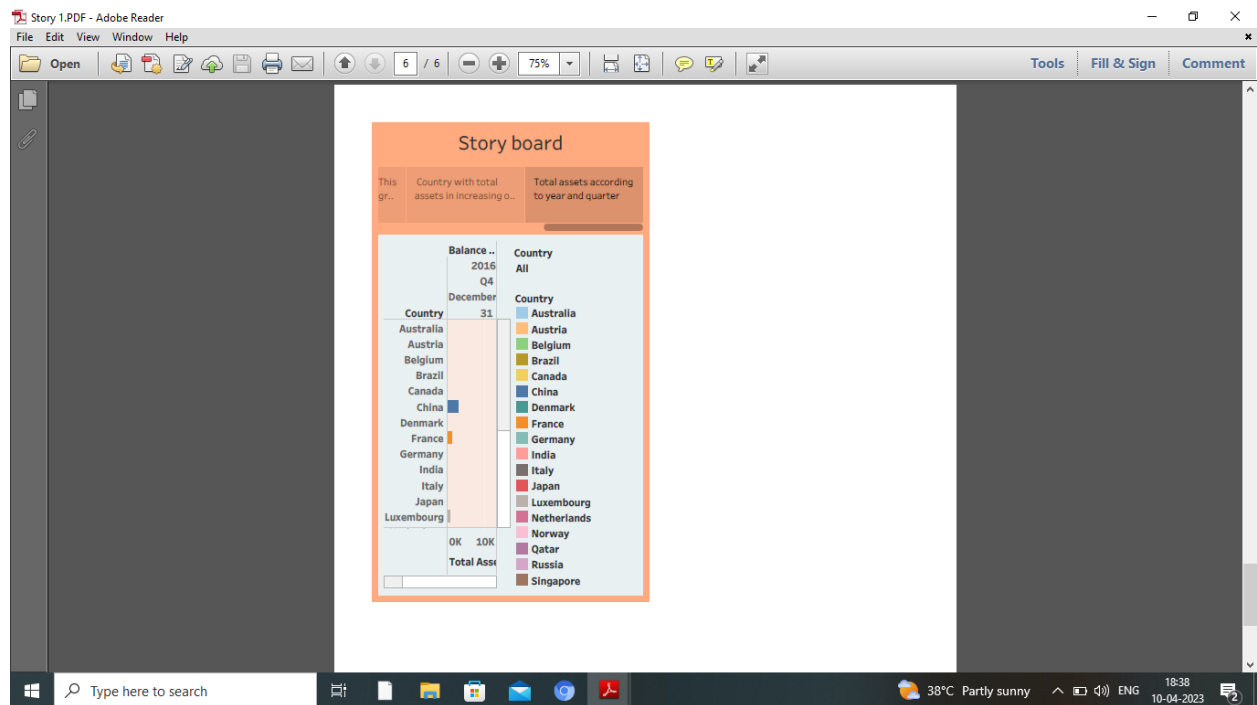 Story 1.PDF - Adobe Reader
File Edit View Window Help
Open 6 / 6 75% Tools Fill & Sign Comment
Story board
This gr..
Country with total assets in increasing o..
Total assets according to year and quarter
Balance ..
2016
Q4
December
Country 31
Australia
Austria
Belgium
Brazil
Canada
China
Denmark
France
Germany
India
Italy
Japan
Luxembourg
0K 10K
Total Asse
Country
All
Country
Australia
Austria
Belgium
Brazil
Canada
China
Denmark
France
Germany
India
Italy
Japan
Luxembourg
Netherlands
Norway
Qatar
Russia
Singapore
Type here to search
38°C Partly sunny ENG
18:38
10-04-2023
2